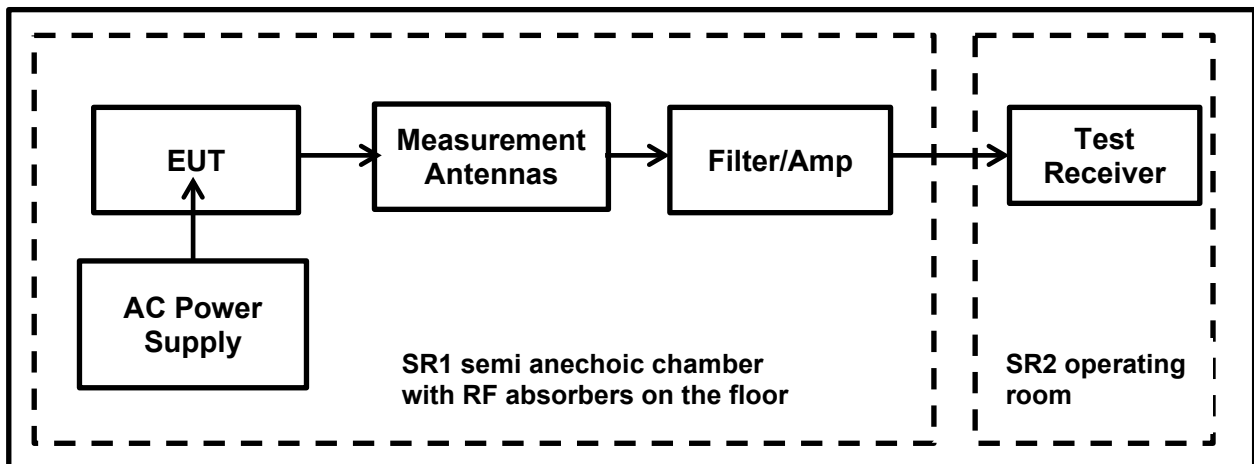 EUT
Measurement
Antennas
Filter/Amp
Test
Receiver
AC Power
Supply
SR1 semi anechoic chamber
with RF absorbers on the floor
SR2 operating
room